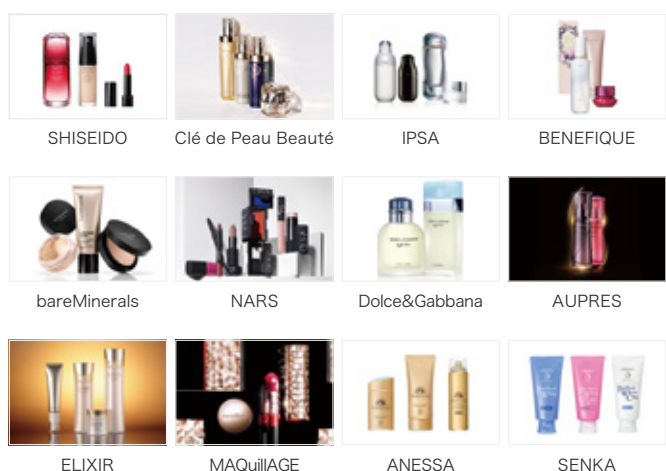 SHISEIDO
Clé de Peau Beauté
IPSA
BENEFIQUE
bareMinerals
NARS
Dolce&Gabbana
AUPRES
ELIXIR
MAQuillAGE
ANESSA
SENKA